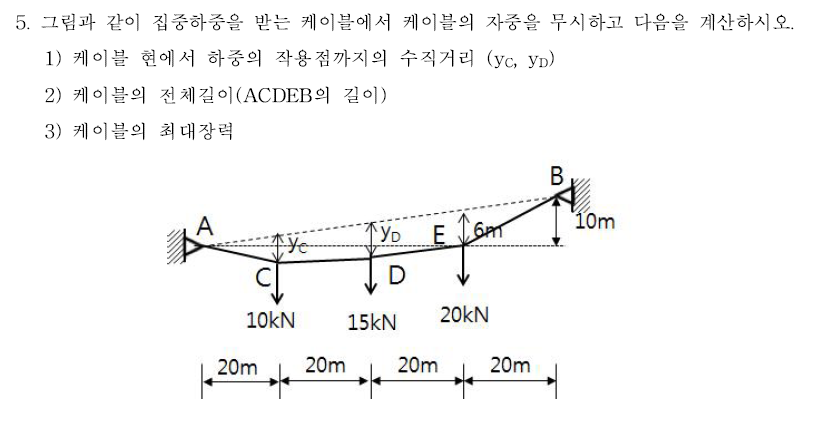 5. 그림과 같이 집중하중을 받는 케이블에서 케이블의 자중을 무시하고 다음을 계산하시오.
1) 케이블 현에서 하중의 작용점까지의 수직거리 (yC, yD)
2) 케이블의 전체길이(ACDEB의 길이)
3) 케이블의 최대장력
B
A
10m
yC
yD
E
6m
C
D
10kN
15kN
20kN
20m
20m
20m
20m